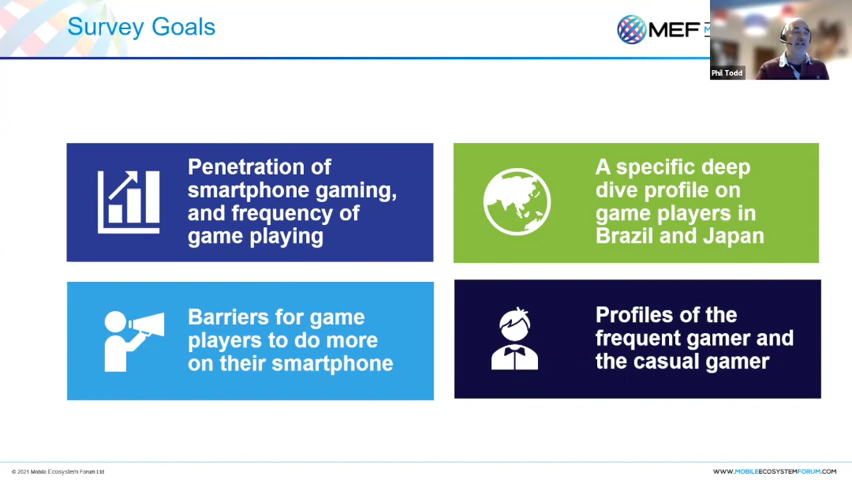 Survey Goals
MEF
Phil Todd
Penetration of
smartphone gaming,
and frequency of
game playing
A specific deep
dive profile on
game players in
Brazil and Japan
Barriers for game
players to do more
on their smartphone
Profiles of the
frequent gamer and
the casual gamer
© 2021 Mobile Ecosystem Forum Ltd
WWW.MOBILEECOSYSTEMFORUM.COM